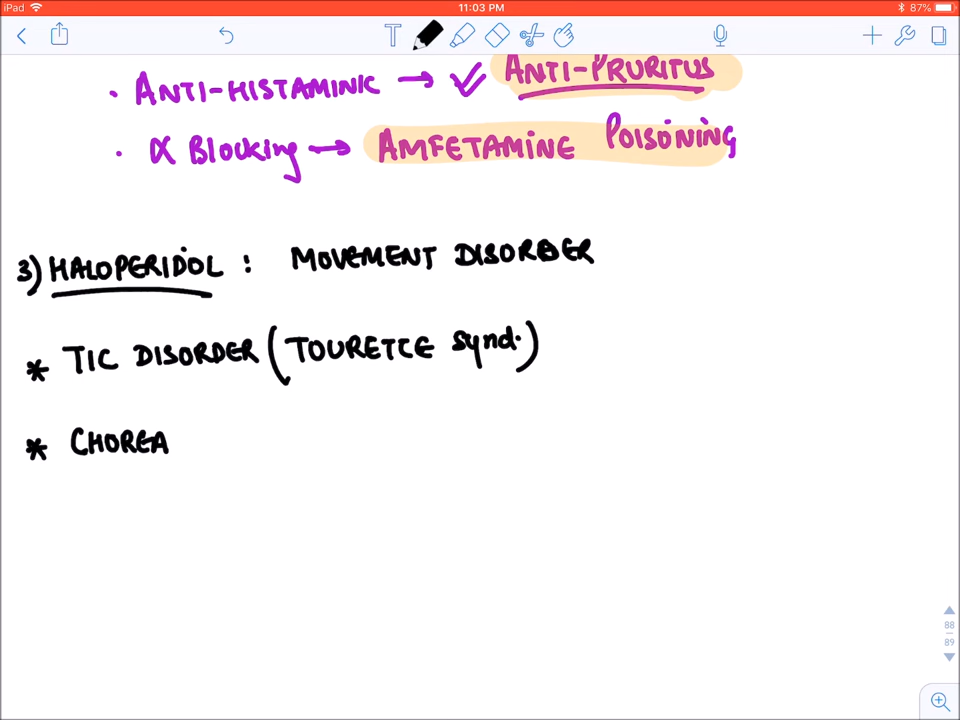 iPad 11:03 PM 87%
T
• ANTI-HISTAMINIC → ✓ ANTI-PRURITUS
• α Blocking → AMFETAMINE POISONING
3) HALOPERIDOL : MOVEMENT DISORDER
* TIC DISORDER (TOURETTE Synd.)
* CHOREA
88
89